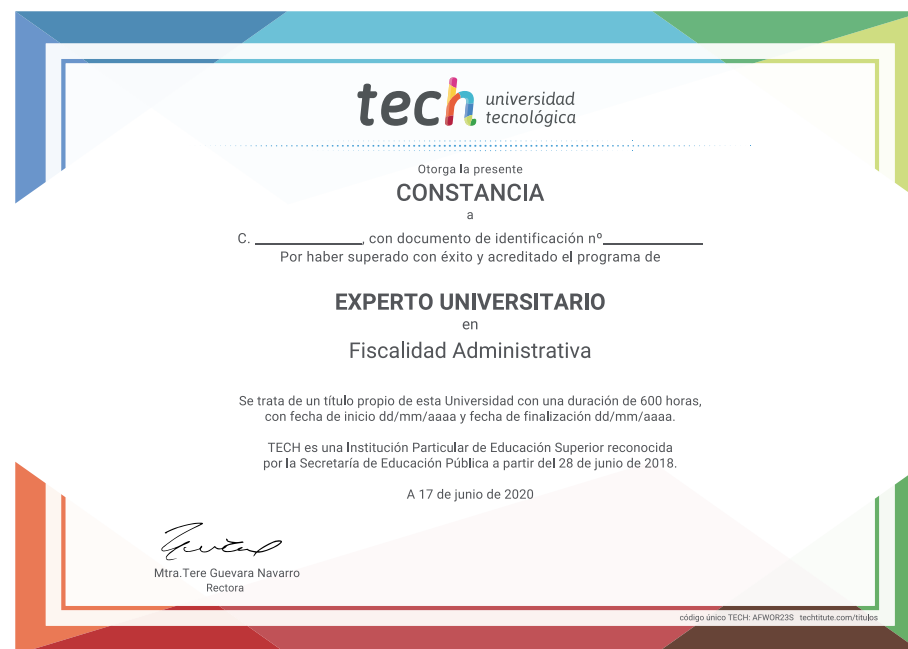 tech universidad
tecnológica
Otorga la presente
CONSTANCIA
a
C. ____________, con documento de identificación nº____________
Por haber superado con éxito y acreditado el programa de
EXPERTO UNIVERSITARIO
en
Fiscalidad Administrativa
Se trata de un título propio de esta Universidad con una duración de 600 horas,
con fecha de inicio dd/mm/aaaa y fecha de finalización dd/mm/aaaa.
TECH es una Institución Particular de Educación Superior reconocida
por la Secretaría de Educación Pública a partir del 28 de junio de 2018.
A 17 de junio de 2020
Mtra.Tere Guevara Navarro
Rectora
código único TECH: AFWOR23S techtitute.com/titulos